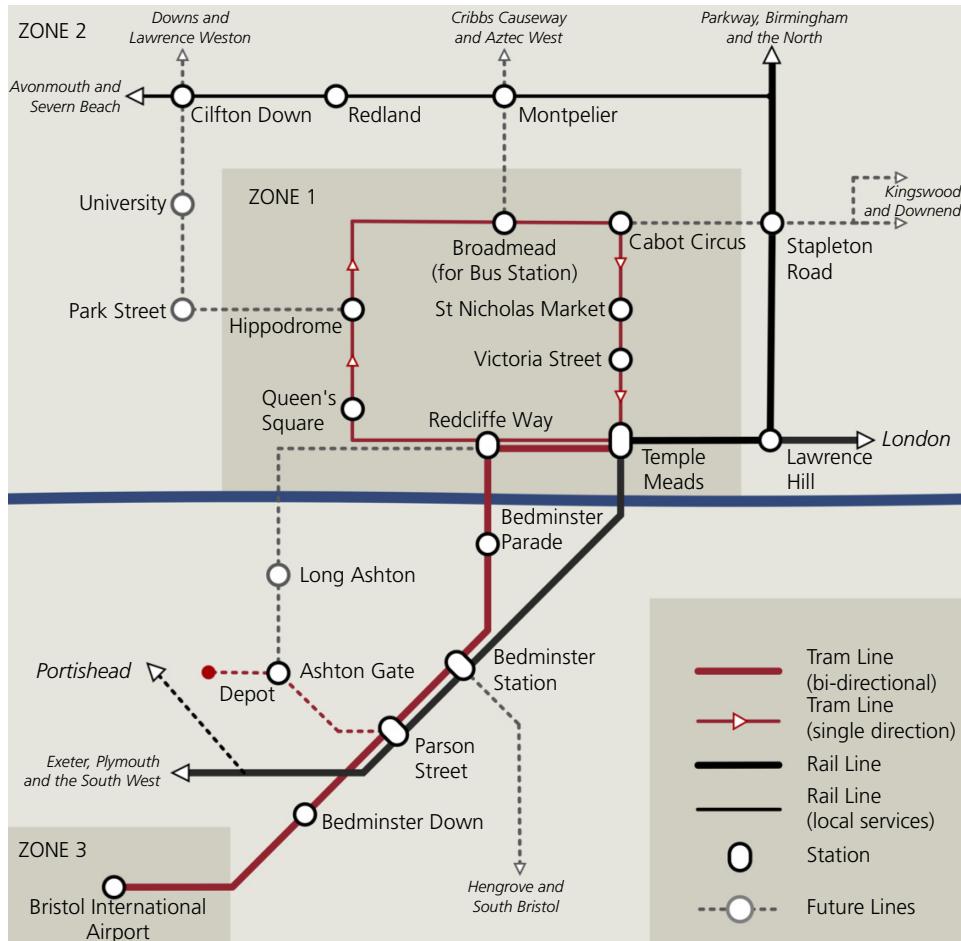 ZONE 2
Downs and
Lawrence Weston
Cribbs Causeway
and Aztec West
Parkway, Birmingham
and the North
Avonmouth and
Severn Beach
Cilfton Down
Redland
Montpelier
University
ZONE 1
Kingswood
and Downend
Broadmead
(for Bus Station)
Cabot Circus
Stapleton
Road
Park Street
Hippodrome
St Nicholas Market
Victoria Street
Queen's
Square
Redcliffe Way
Temple
Meads
Lawrence
Hill
London
Bedminster
Parade
Long Ashton
Portishead
Depot
Ashton Gate
Bedminster
Station
Parson
Street
Exeter, Plymouth
and the South West
Bedminster Down
ZONE 3
Bristol International
Airport
Hengrove and
South Bristol
Tram Line
(bi-directional)
Tram Line
(single direction)
Rail Line
Rail Line
(local services)
Station
Future Lines